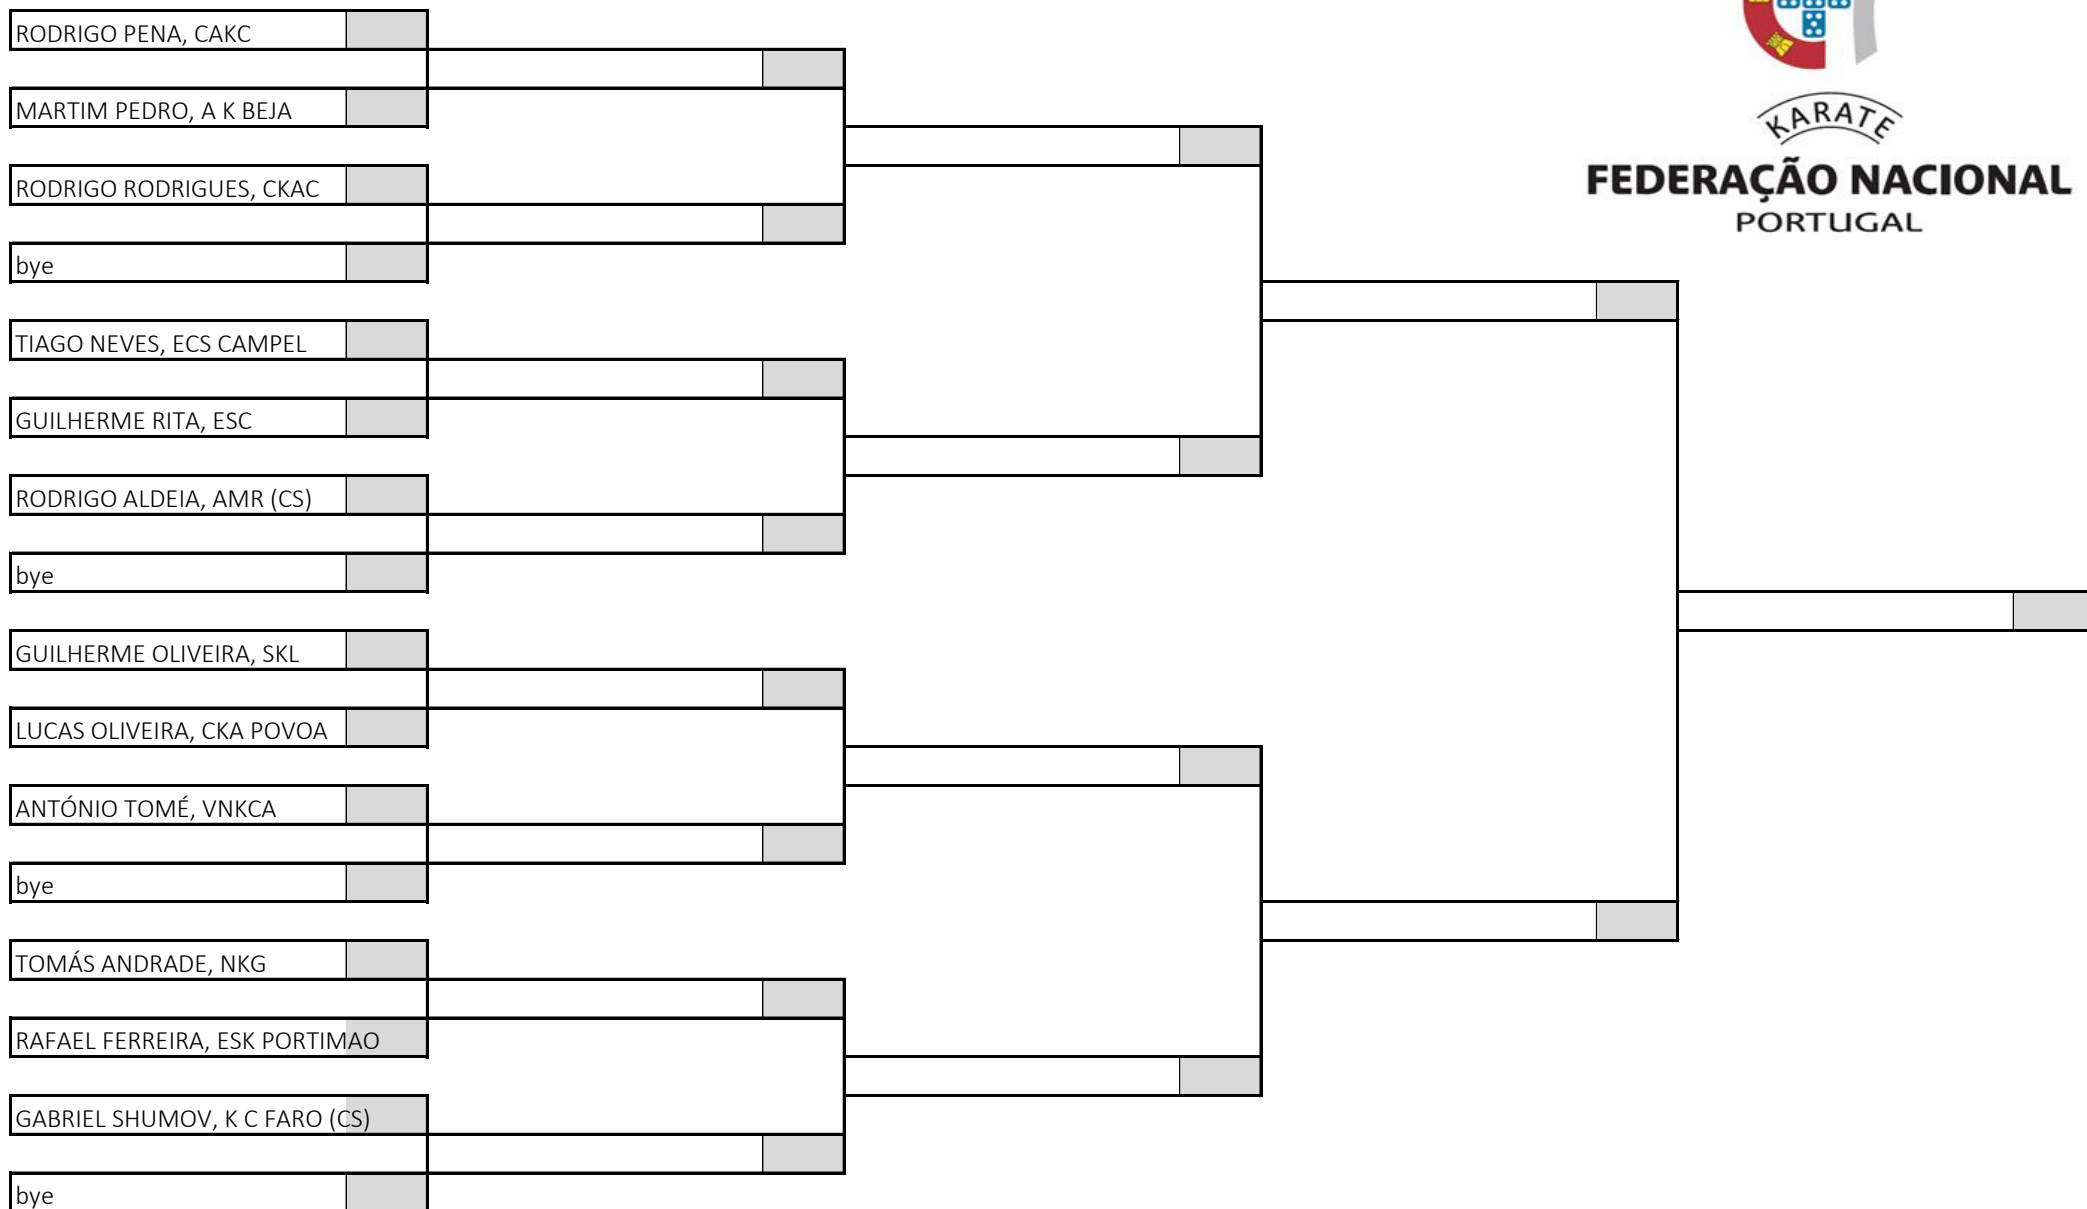 RODRIGO PENA, CAKC
MARTIM PEDRO, A K BEJA
KARATE
RODRIGO RODRIGUES, CKAC
FEDERAÇÃO NACIONAL
PORTUGAL
bye
TIAGO NEVES, ECS CAMPEL
GUILHERME RITA, ESC
RODRIGO ALDEIA, AMR (CS)
bye
GUILHERME OLIVEIRA, SKL
LUCAS OLIVEIRA, CKA POVOA
ANTÓNIO TOMÉ, VNKCA
bye
TOMÁS ANDRADE, NKG
RAFAEL FERREIRA, ESK PORTIMAO
GABRIEL SHUMOV, K C FARO (CS)
bye